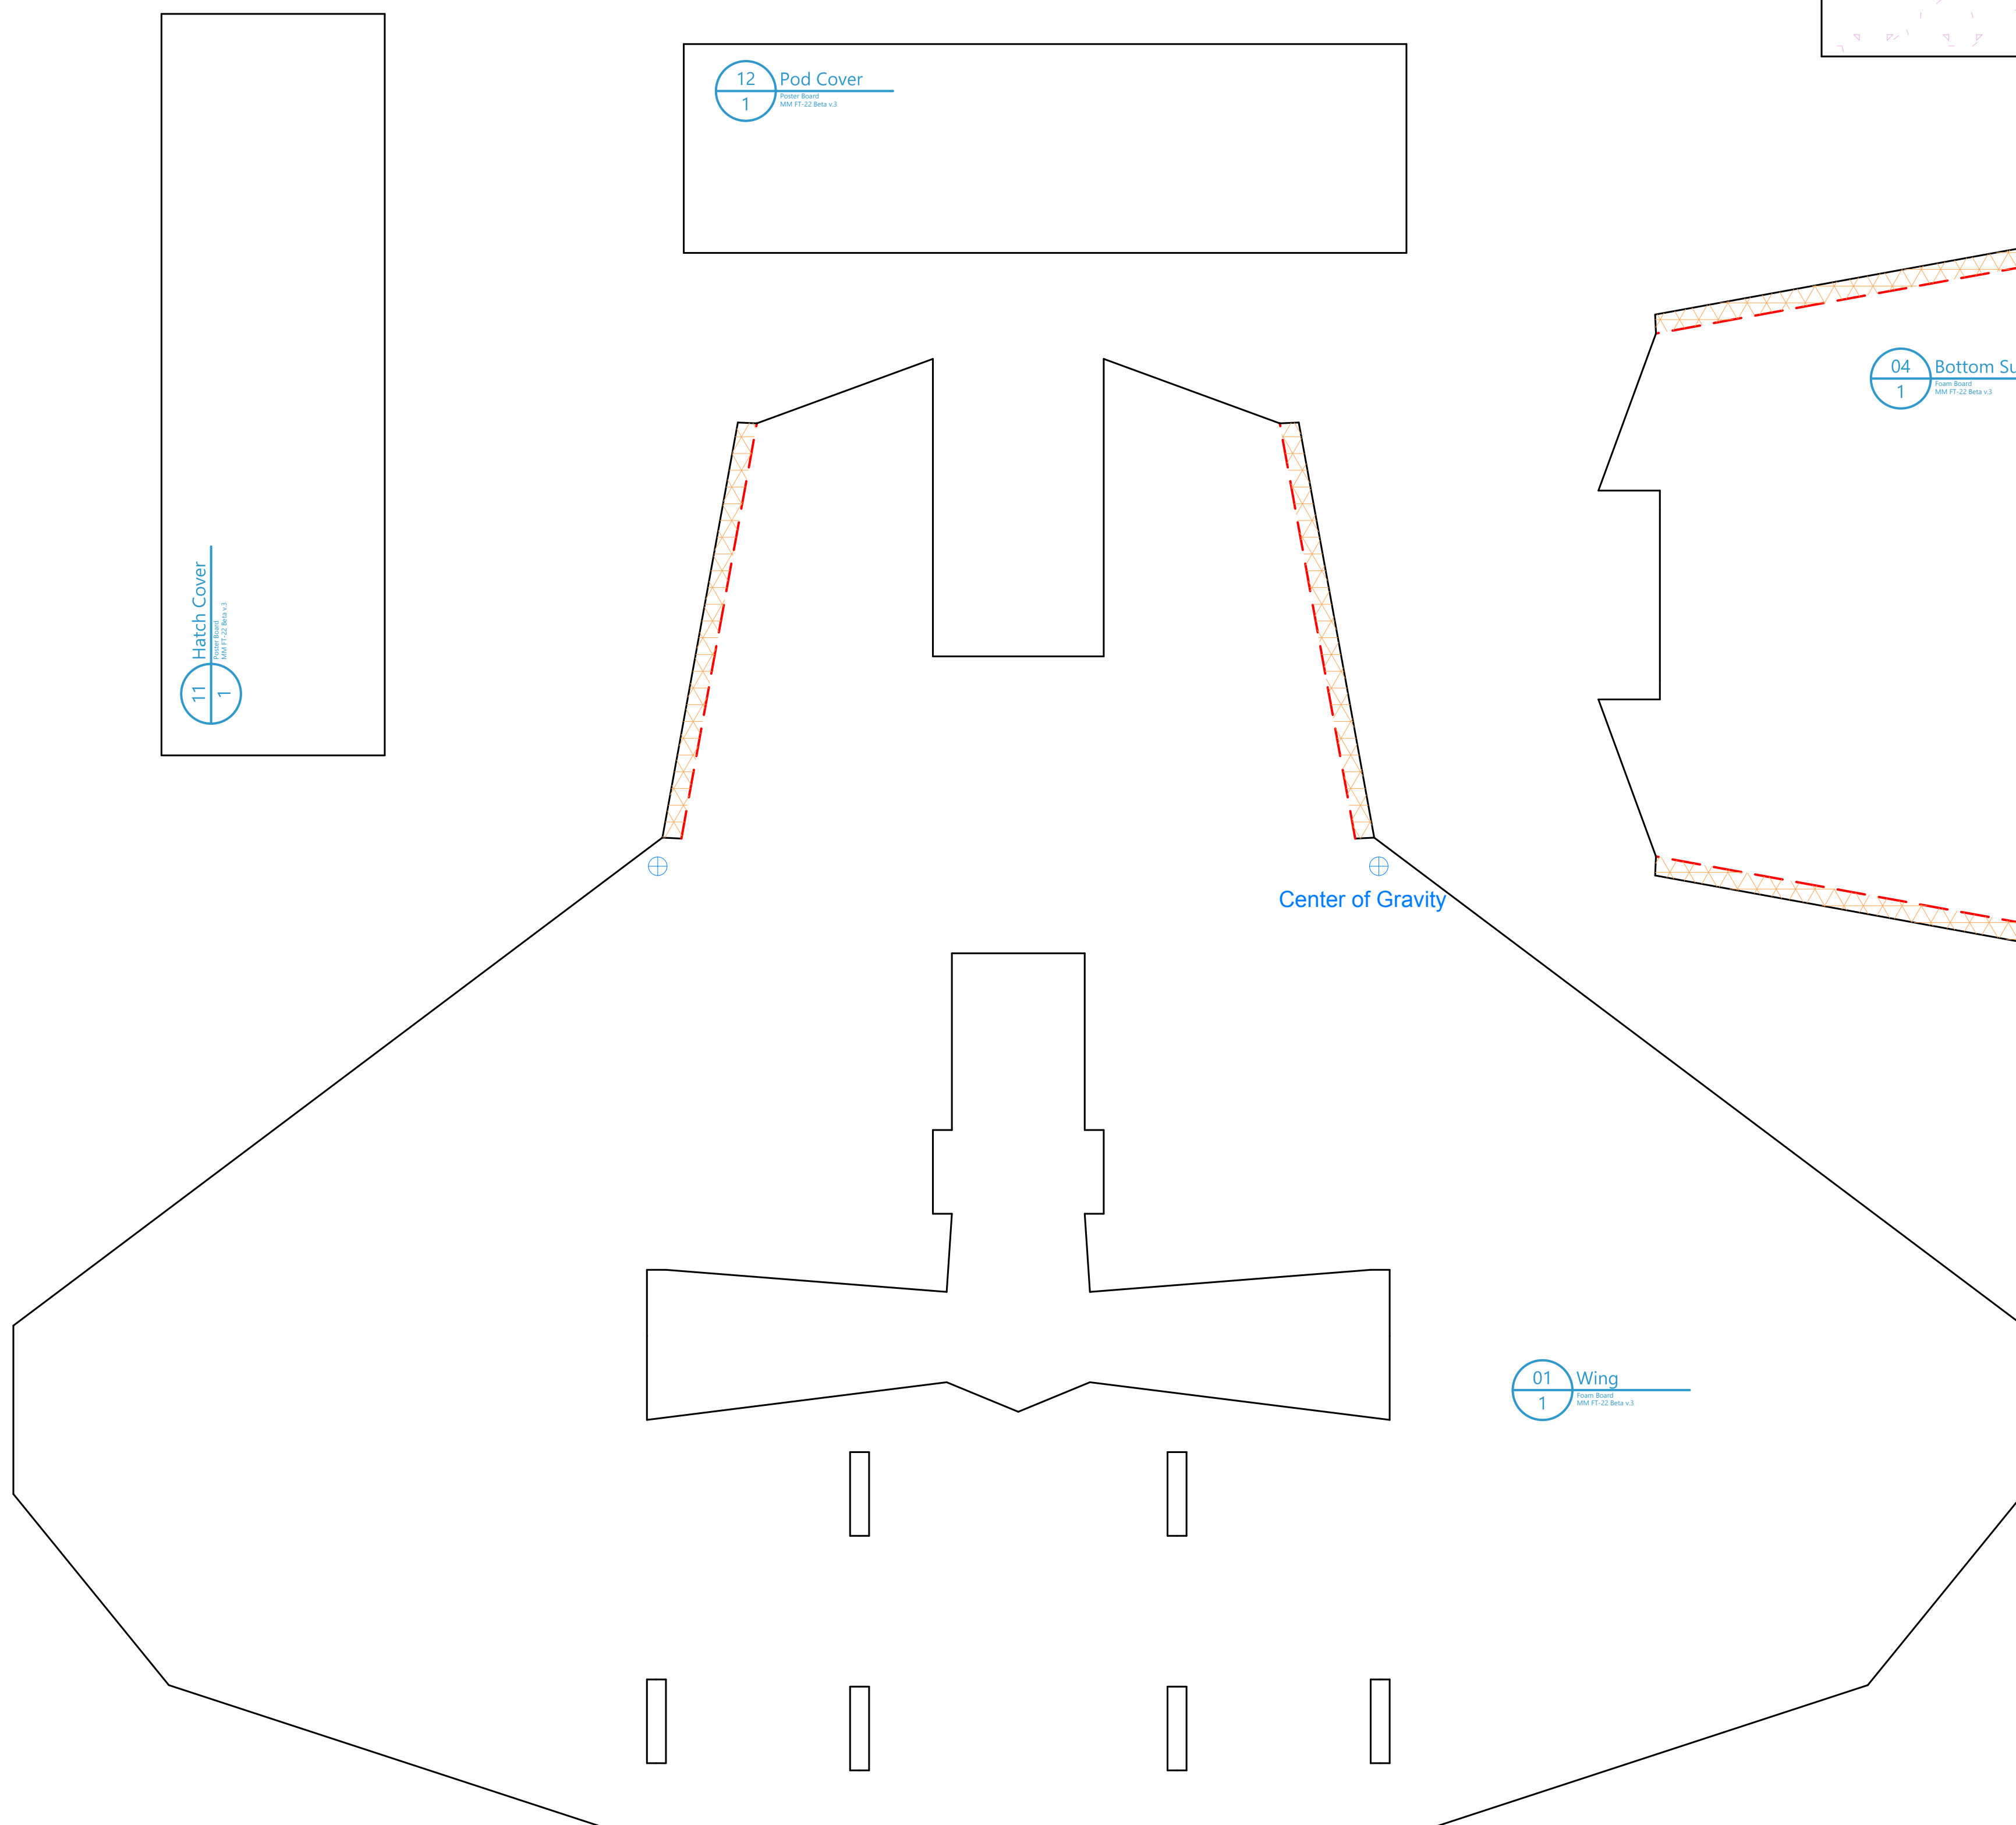 12
Pod Cover
1
Poster Board
MM FT-22 Beta v.3
04
Bottom Su
1
Foam Board
MM FT-22 Beta v.3
11
Hatch Cover
1
Poster Board
MM FT-22 Beta v.3
Center of Gravity
01
Wing
1
Foam Board
MM FT-22 Beta v.3